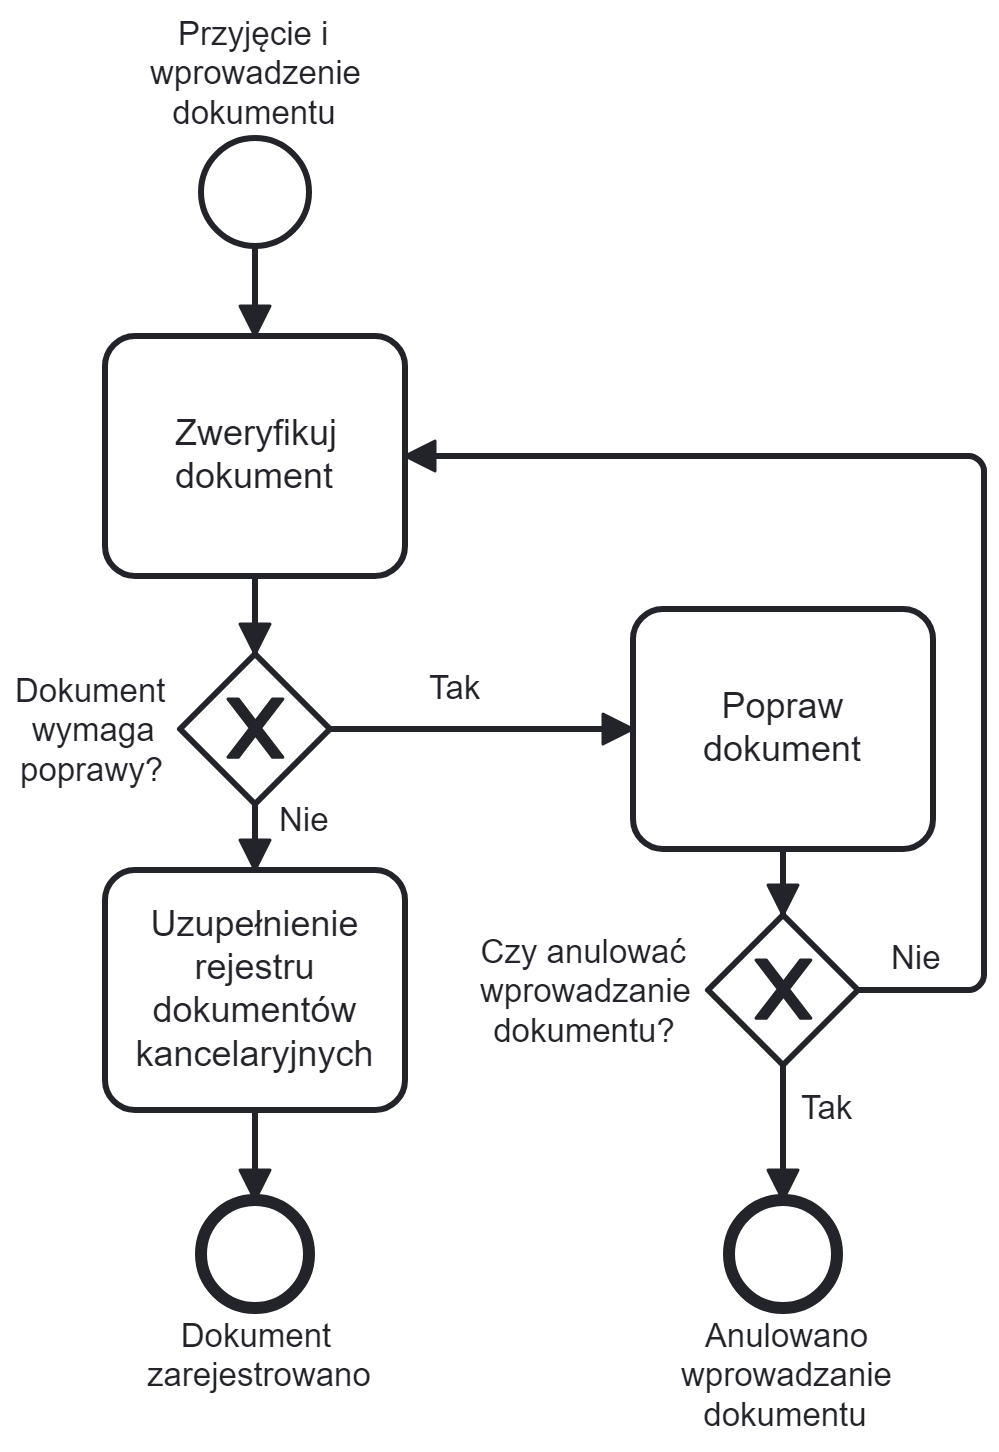 Przyjęcie i
wprowadzenie
dokumentu
Zweryfikuj
dokument
Dokument
wymaga
poprawy?
Tak
Popraw
dokument
Nie
Uzupełnienie
rejestru
dokumentów
kancelaryjnych
Czy anulować
wprowadzanie
dokumentu?
Nie
Tak
Dokument
zarejestrowano
Anulowano
wprowadzanie
dokumentu